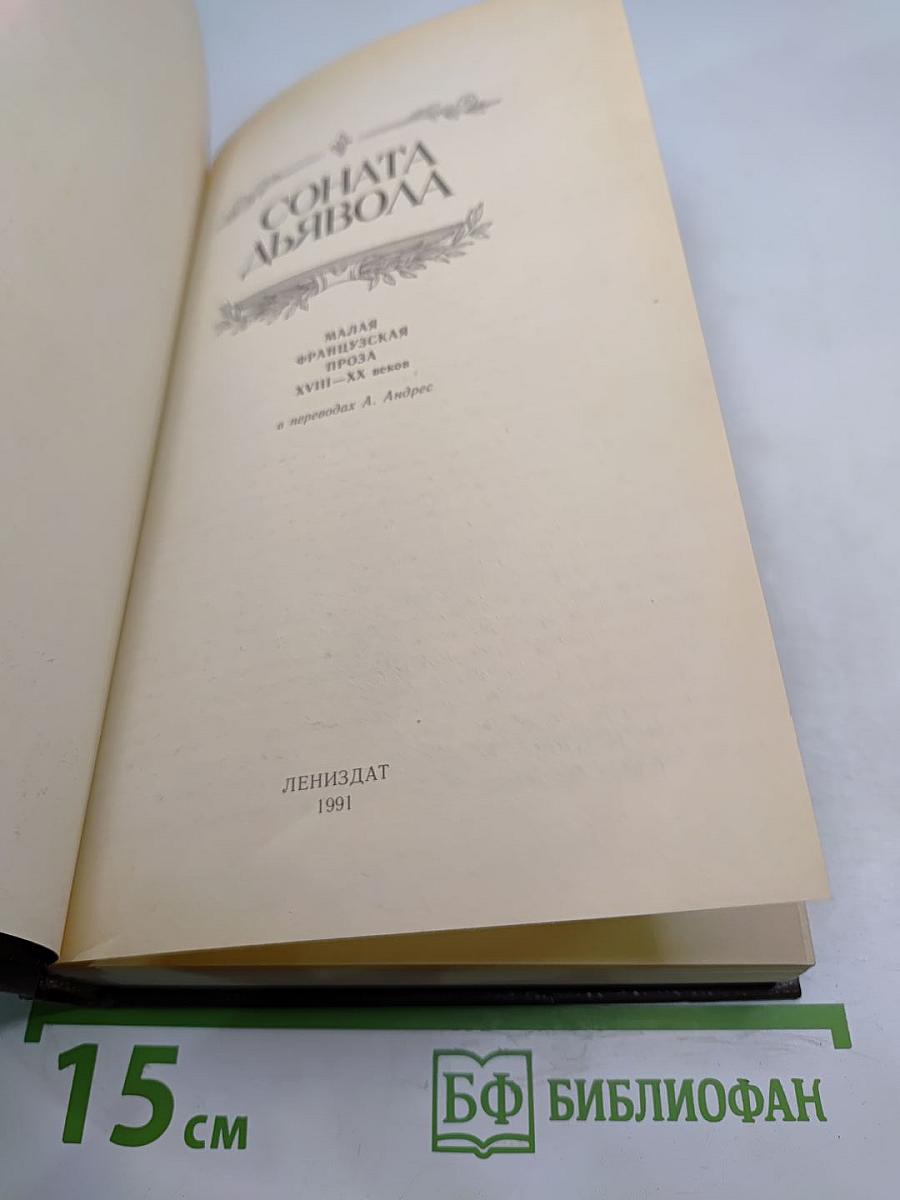 СОНАТА
ДЬЯВОЛА
МАЛАЯ
ФРАНЦУЗСКАЯ
ПРОЗА
XVIII—XX веков
в переводах А. Андрес
ЛЕНИЗДАТ
1991
15 см
БФ БИБЛИОФАН